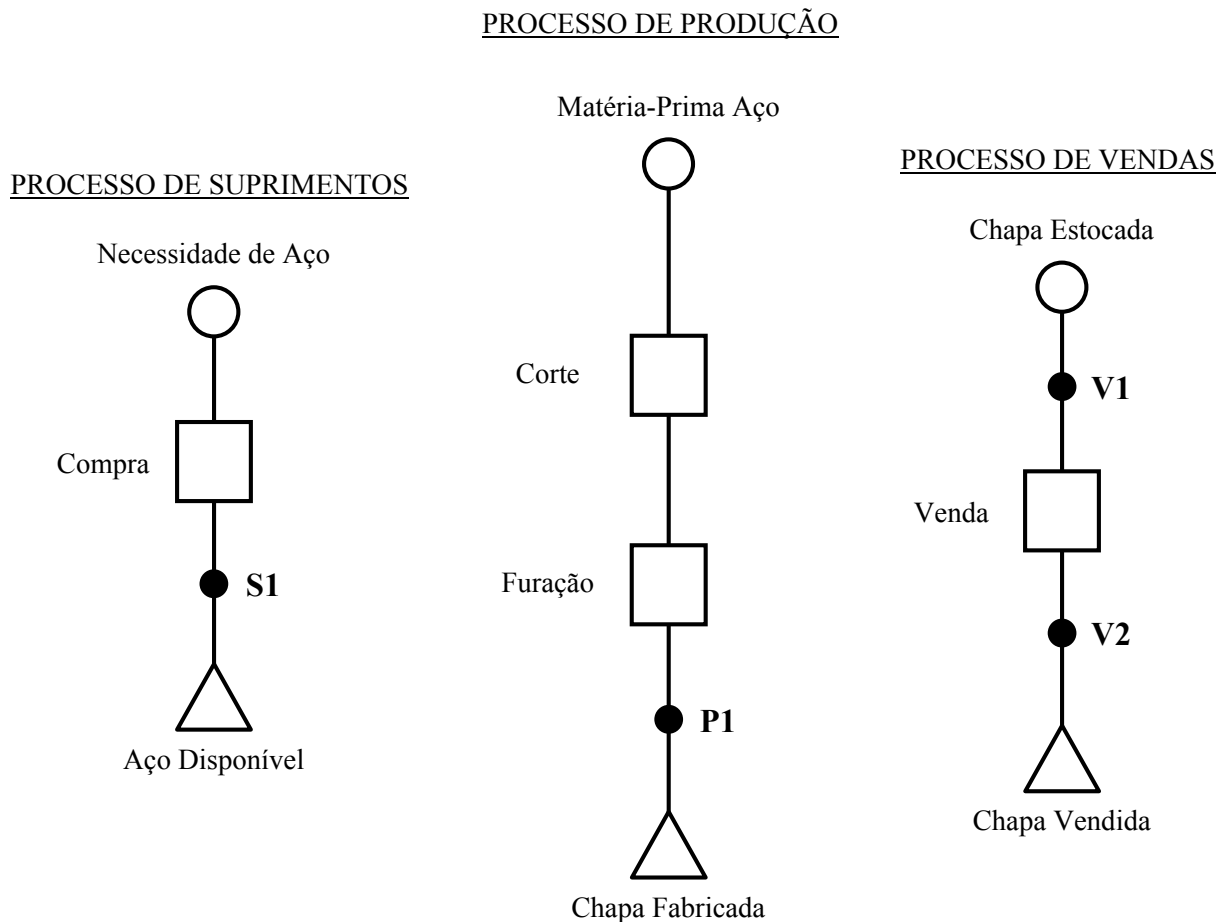 PROCESSO DE PRODUÇÃO
Matéria-Prima Aço
Corte
Furação
P1
Chapa Fabricada
PROCESSO DE SUPRIMENTOS
Necessidade de Aço
Compra
S1
Aço Disponível
PROCESSO DE VENDAS
Chapa Estocada
V1
Venda
V2
Chapa Vendida